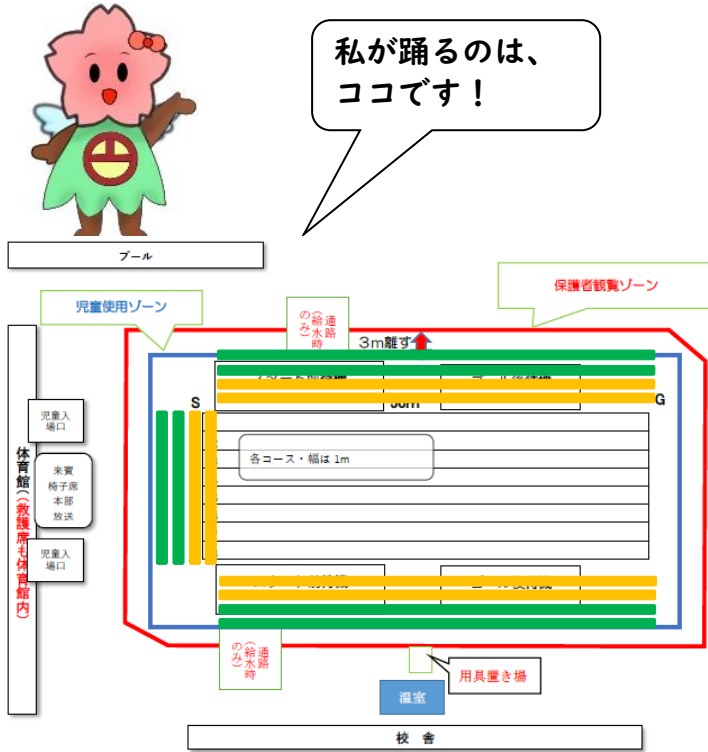 私が踊るのは、
ココです！
プール
保護者観覧ゾーン
児童使用ゾーン
通路
(給水時
のみ)
3m離す
S
G
児童入
場口
各コース・幅は 1m
体育館(救護席も体育館内)
来賓
椅子席
本部
放送
児童入
場口
通路
(給水時
のみ)
用具置き場
温室
校 舎